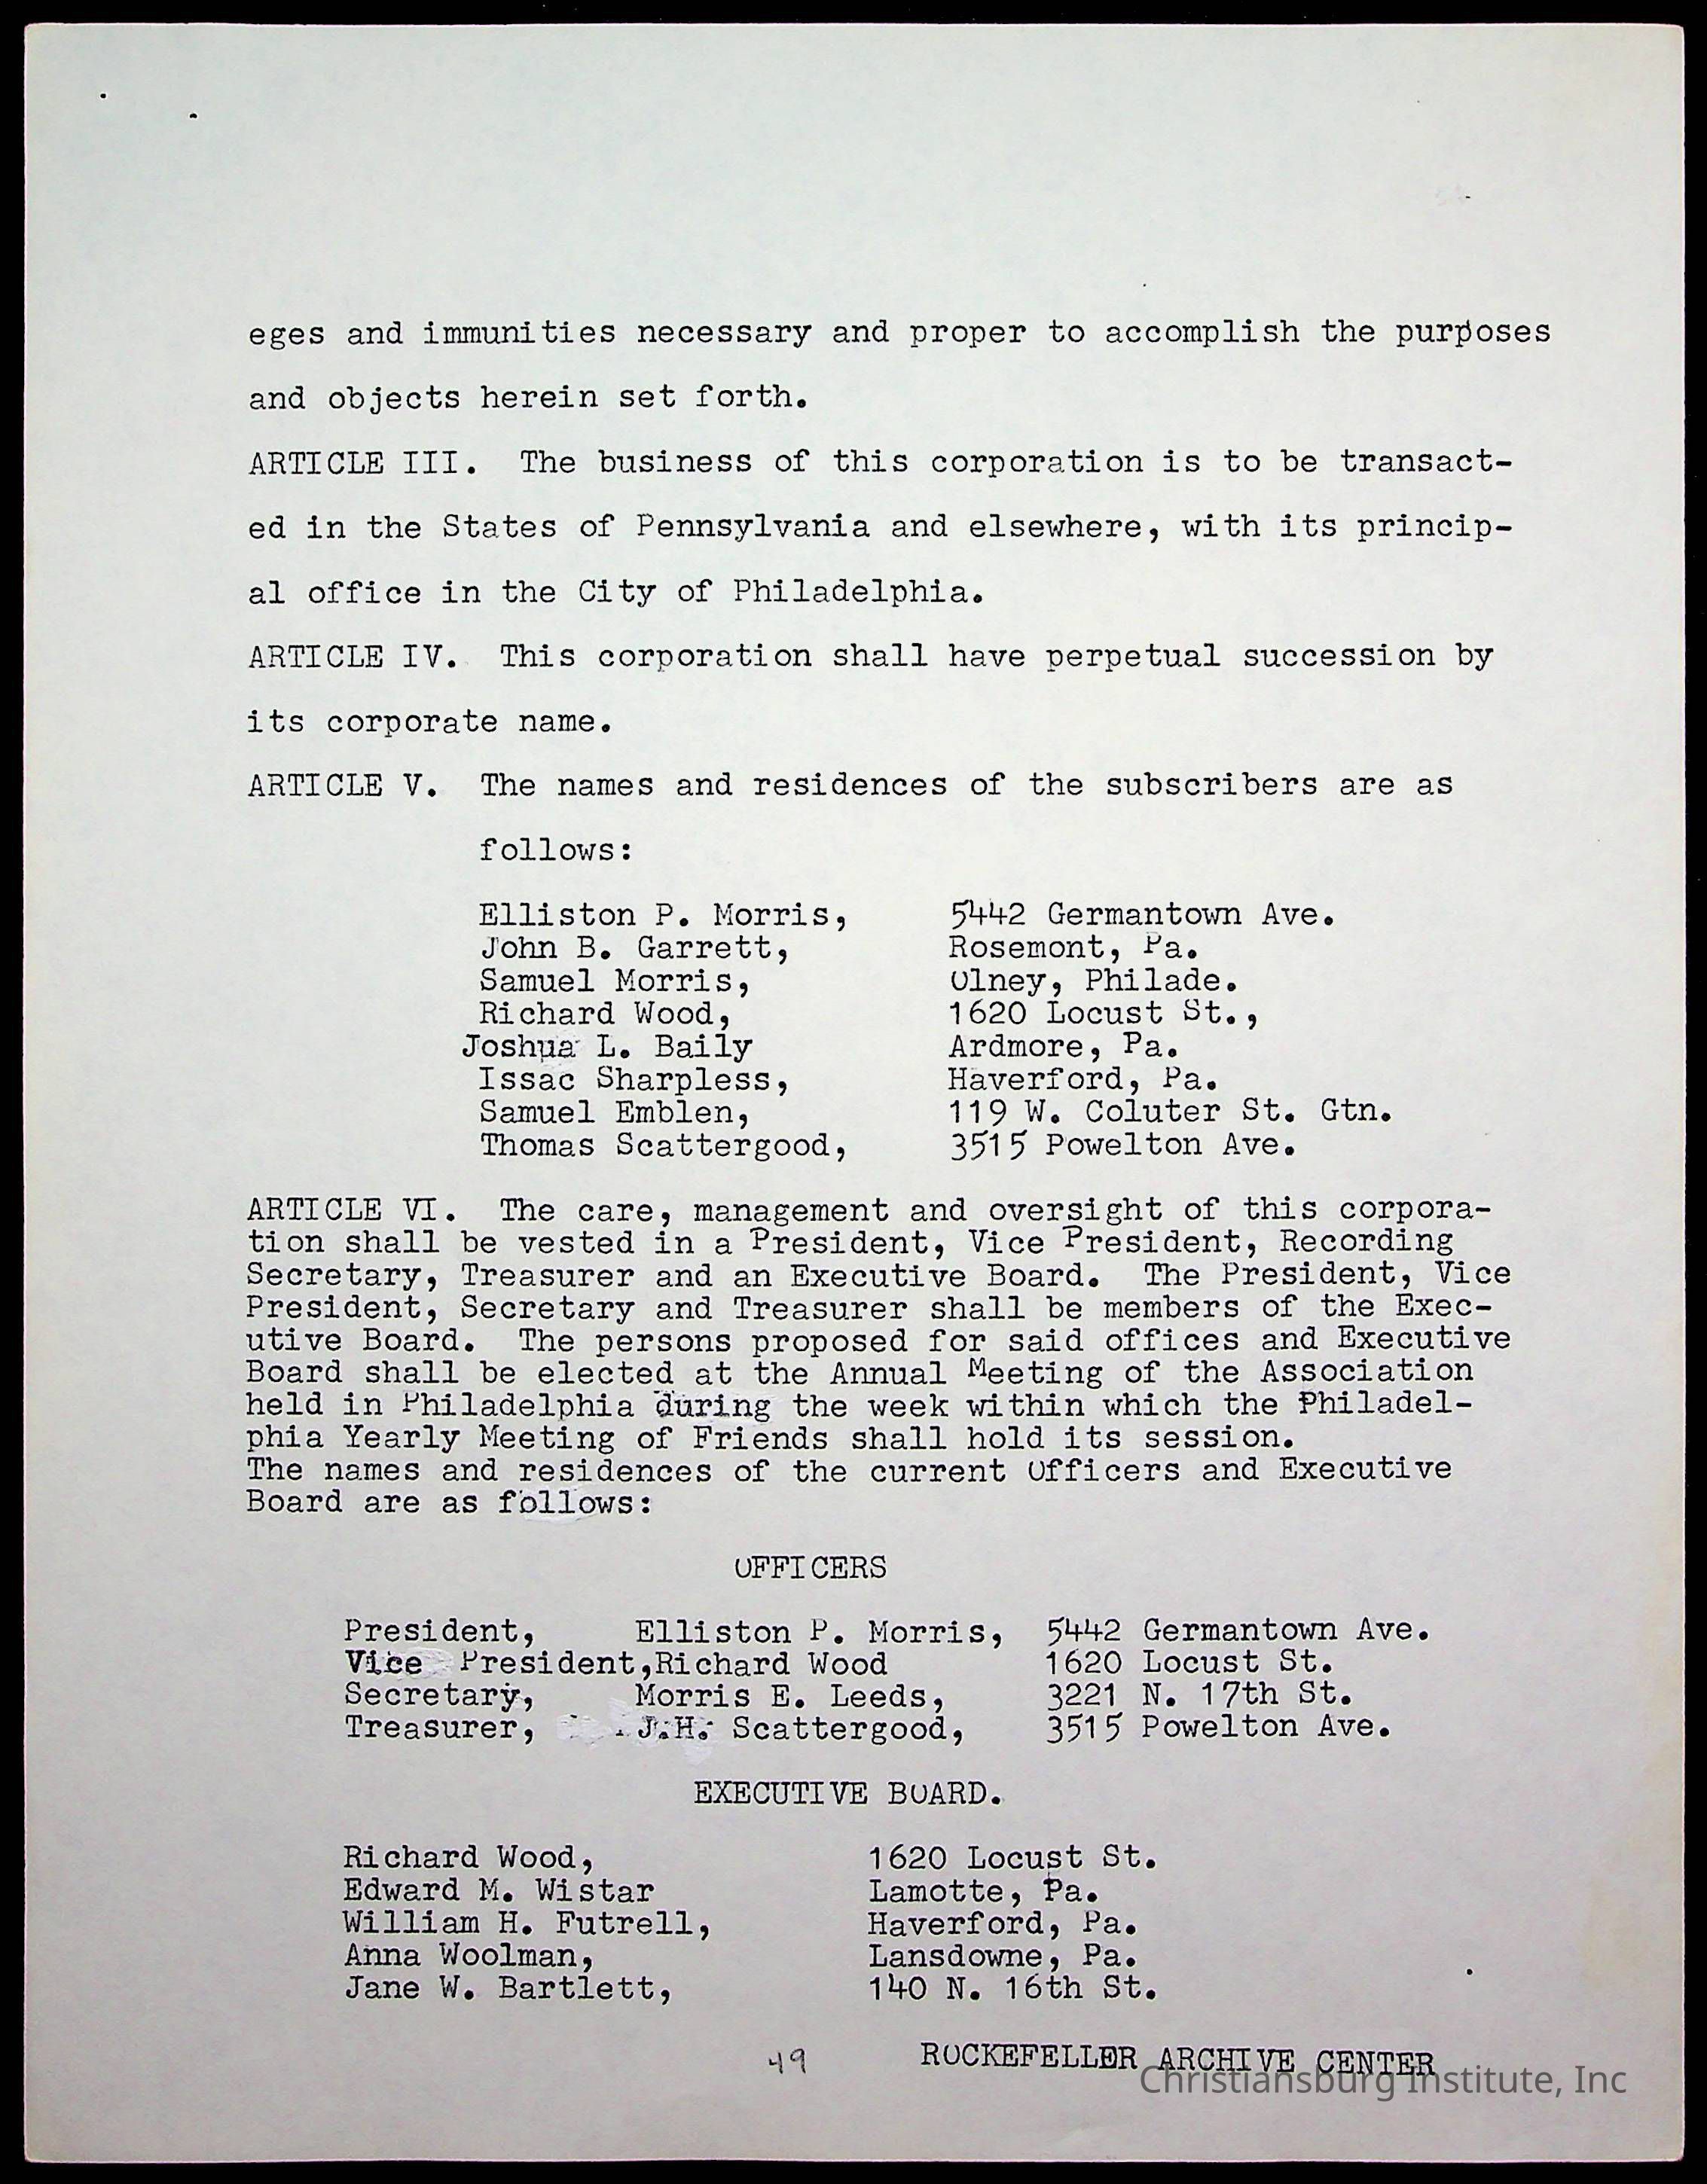 eges and immunities necessary and proper to accomplish the purposes
and objects herein set forth.
ARTICLE III. The business of this corporation is to be transact-
ed in the States of Pennsylvania and elsewhere, with its princip-
al office in the City of Philadelphia.
ARTICLE IV. This corporation shall have perpetual succession by
its corporate name.
ARTICLE V. The names and residences of the subscribers are as
follows:
Elliston P. Morris, 5442 Germantown Ave.
John B. Garrett, Rosemont, Pa.
Samuel Morris, Olney, Philade.
Richard Wood, 1620 Locust St.,
Joshua L. Baily Ardmore, Pa.
Issac Sharpless, Haverford, Pa.
Samuel Emblen, 119 W. Coluter St. Gtn.
Thomas Scattergood, 3515 Powelton Ave.
ARTICLE VI. The care, management and oversight of this corpora-
tion shall be vested in a President, Vice President, Recording
Secretary, Treasurer and an Executive Board. The President, Vice
President, Secretary and Treasurer shall be members of the Exec-
utive Board. The persons proposed for said offices and Executive
Board shall be elected at the Annual Meeting of the Association
held in Philadelphia during the week within which the Philadel-
phia Yearly Meeting of Friends shall hold its session.
The names and residences of the current Officers and Executive
Board are as follows:
OFFICERS
President, Elliston P. Morris, 5442 Germantown Ave.
Vice President, Richard Wood 1620 Locust St.
Secretary, Morris E. Leeds, 3221 N. 17th St.
Treasurer, J.H. Scattergood, 3515 Powelton Ave.
EXECUTIVE BOARD.
Richard Wood, 1620 Locust St.
Edward M. Wistar Lamotte, Pa.
William H. Futrell, Haverford, Pa.
Anna Woolman, Lansdowne, Pa.
Jane W. Bartlett, 140 N. 16th St.
49 ROCKEFELLER ARCHIVE CENTER
Christiansburg Institute, Inc